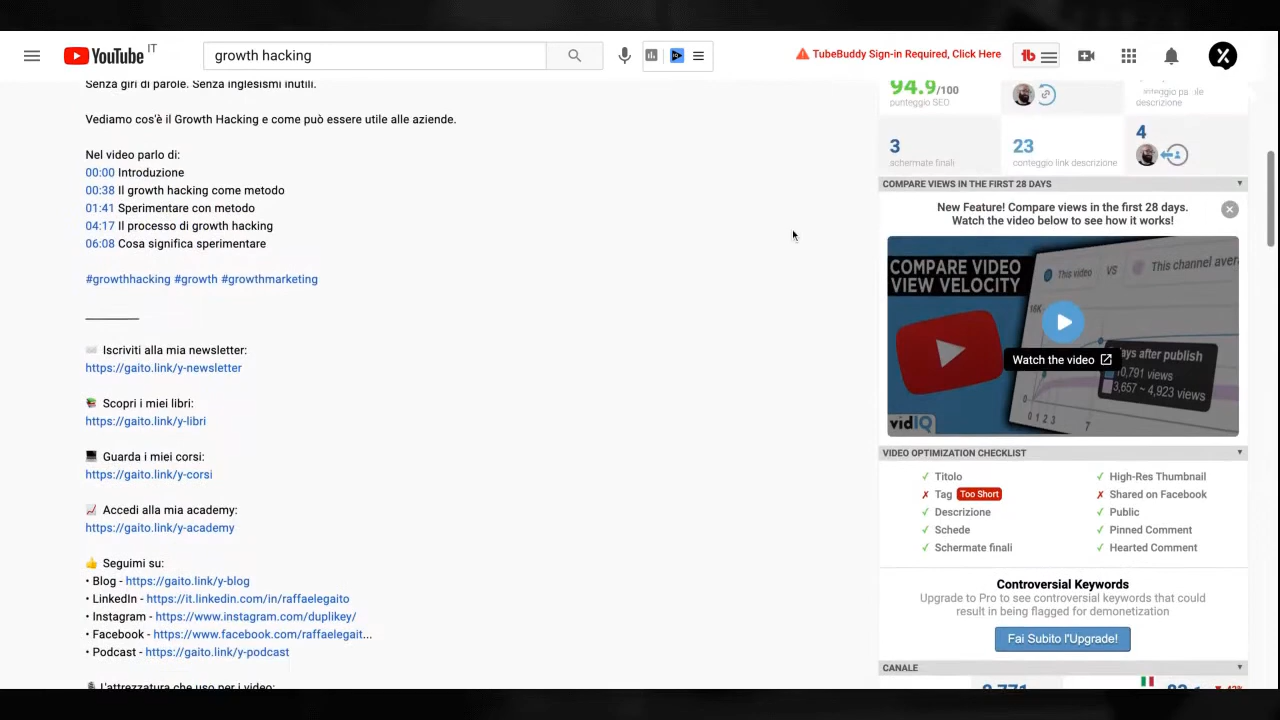 YouTube IT
growth hacking
TubeBuddy Sign-in Required, Click Here
tb
Senza giri di parole. Senza inglesismi inutili.
Vediamo cos'è il Growth Hacking e come può essere utile alle aziende.
Nel video parlo di:
00:00 Introduzione
00:38 Il growth hacking come metodo
01:41 Sperimentare con metodo
04:17 Il processo di growth hacking
06:08 Cosa significa sperimentare
#growthhacking #growth #growthmarketing
Iscriviti alla mia newsletter:
https://gaito.link/y-newsletter
Scopri i miei libri:
https://gaito.link/y-libri
Guarda i miei corsi:
https://gaito.link/y-corsi
Accedi alla mia academy:
https://gaito.link/y-academy
Seguimi su:
• Blog - https://gaito.link/y-blog
• LinkedIn - https://it.linkedin.com/in/raffaelegaito
• Instagram - https://www.instagram.com/duplikey/
• Facebook - https://www.facebook.com/raffaelegait...
• Podcast - https://gaito.link/y-podcast
L'attrezzatura che uso per i video:
94.9/100
punteggio SEO
descrizione
3
schermate finali
23
conteggio link descrizione
4
COMPARE VIEWS IN THE FIRST 28 DAYS
New Feature! Compare views in the first 28 days.
Watch the video below to see how it works!
COMPARE VIDEO
VIEW VELOCITY
This video VS This channel
Watch the video
days after publish
10,791 views
3,657 ~ 4,923 views
0 1 2 3 7
vidIQ
VIDEO OPTIMIZATION CHECKLIST
✓ Titolo
✗ Tag Too Short
✓ Descrizione
✓ Schede
✓ Schermate finali
✓ High-Res Thumbnail
✗ Shared on Facebook
✓ Public
✓ Pinned Comment
✓ Hearted Comment
Controversial Keywords
Upgrade to Pro to see controversial keywords that could
result in being flagged for demonetization
Fai Subito l'Upgrade!
CANALE